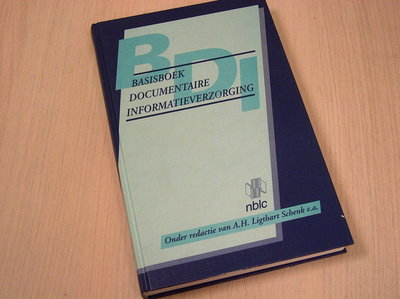 BDI
BASISBOEK
DOCUMENTAIRE
INFORMATIEVERZORGING
nblc
Onder redactie van A.H. Ligthart Schenk e.a.